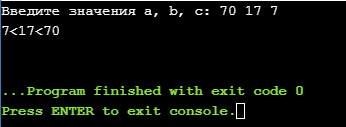 Введите значения a, b, c: 70 17 7
7<17<70
...Program finished with exit code 0
Press ENTER to exit console.